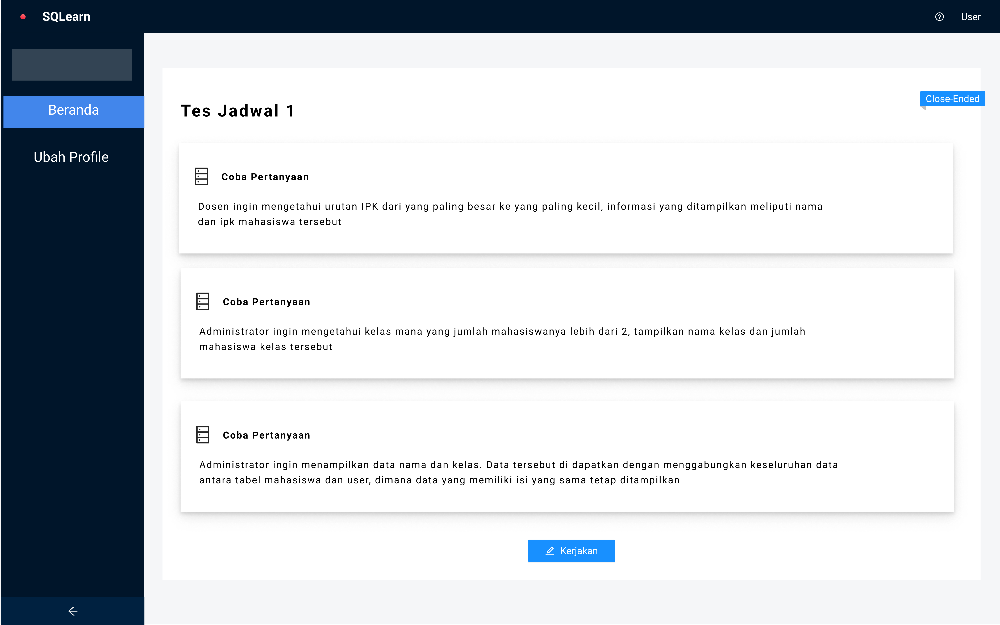 SQLearn
User
Beranda
Ubah Profile
Close-Ended
Tes Jadwal 1
Coba Pertanyaan
Dosen ingin mengetahui urutan IPK dari yang paling besar ke yang paling kecil, informasi yang ditampilkan meliputi nama
dan ipk mahasiswa tersebut
Coba Pertanyaan
Administrator ingin mengetahui kelas mana yang jumlah mahasiswanya lebih dari 2, tampilkan nama kelas dan jumlah
mahasiswa kelas tersebut
Coba Pertanyaan
Administrator ingin menampilkan data nama dan kelas. Data tersebut di dapatkan dengan menggabungkan keseluruhan data
antara tabel mahasiswa dan user, dimana data yang memiliki isi yang sama tetap ditampilkan
Kerjakan